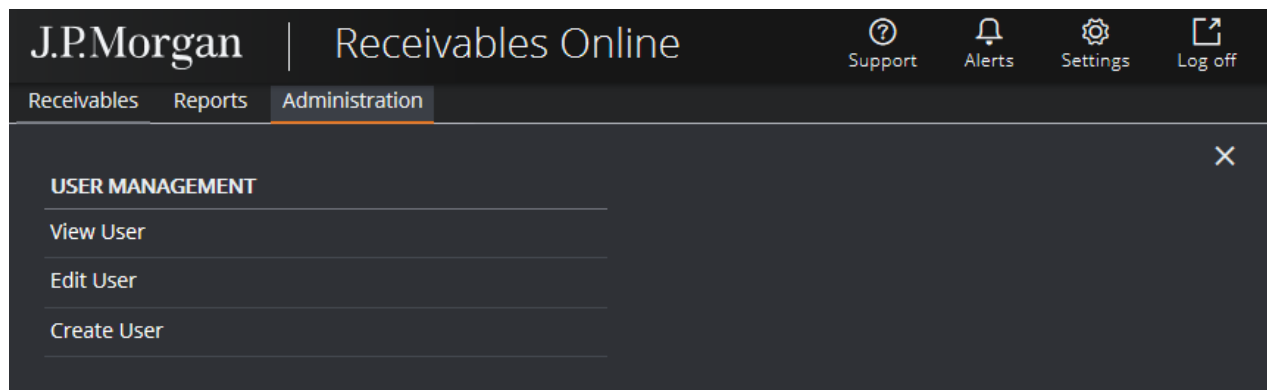 J.P.Morgan | Receivables Online
Support Alerts Settings Log off
Receivables Reports Administration
USER MANAGEMENT
View User
Edit User
Create User